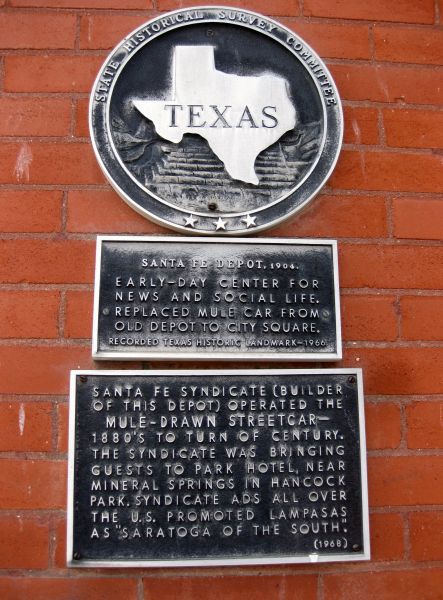 STATE HISTORICAL SURVEY COMMITTEE
TEXAS
SANTA FE DEPOT, 1904.
EARLY-DAY CENTER FOR
NEWS AND SOCIAL LIFE.
REPLACED MULE CAR FROM
OLD DEPOT TO CITY SQUARE.
RECORDED TEXAS HISTORIC LANDMARK-1966
SANTA FE SYNDICATE (BUILDER
OF THIS DEPOT) OPERATED THE
MULE-DRAWN STREETCAR—
1880'S TO TURN OF CENTURY.
THE SYNDICATE WAS BRINGING
GUESTS TO PARK HOTEL, NEAR
MINERAL SPRINGS IN HANCOCK
PARK. SYNDICATE ADS ALL OVER
THE U.S. PROMOTED LAMPASAS
AS "SARATOGA OF THE SOUTH".
(1968)